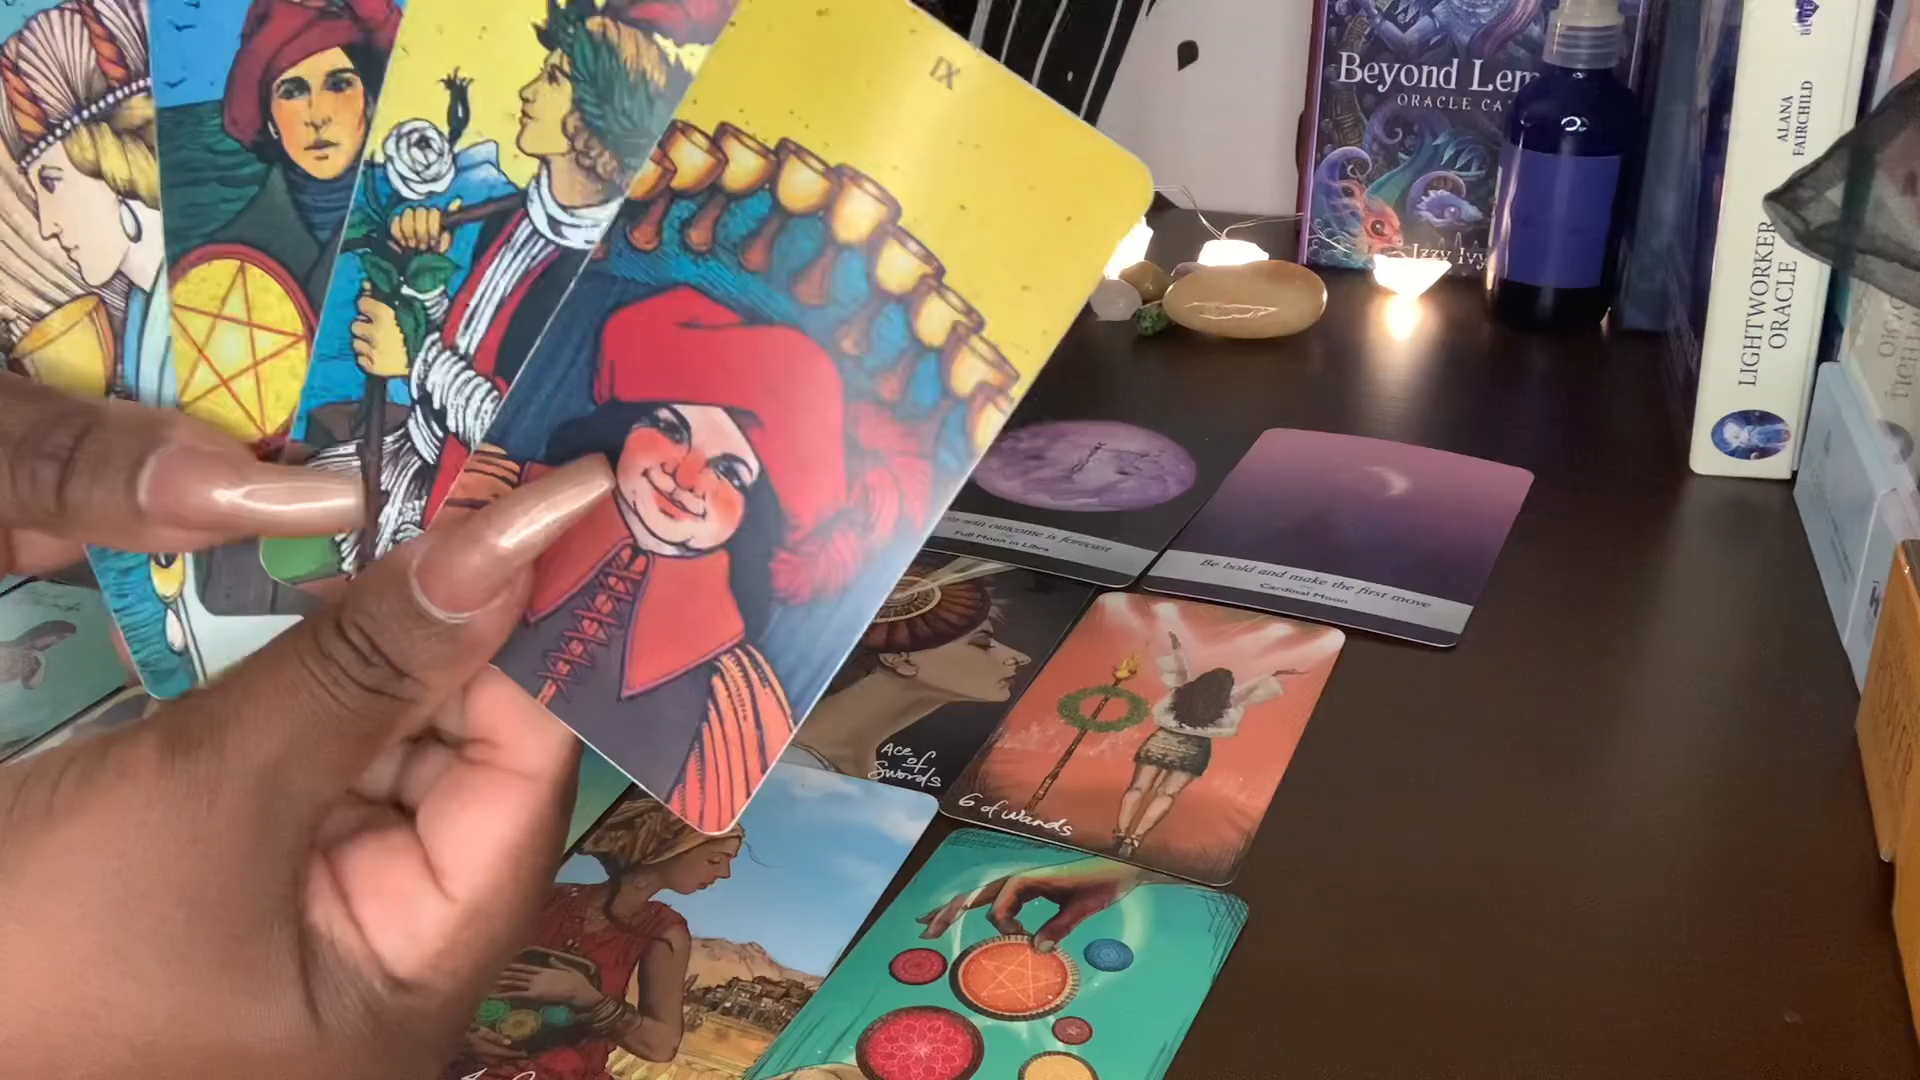 IX
Beyond Lem
ORACLE CA
Izzy Ivy
ALANA
FAIRCHILD
LIGHTWORKER
ORACLE
win outcome is forecast
Full Moon in Libra
Be bold and make the first move
Cardinal Moon
Ace
of
Swords
6 of Wands